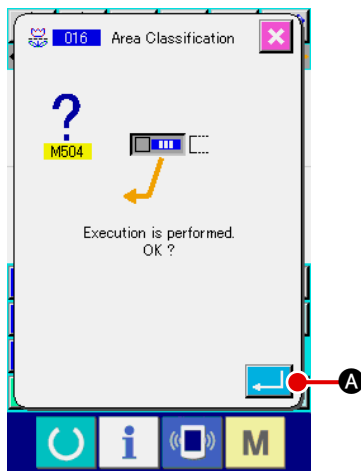 016 Area Classification
?
M504
Execution is performed.
OK ?
A
i M